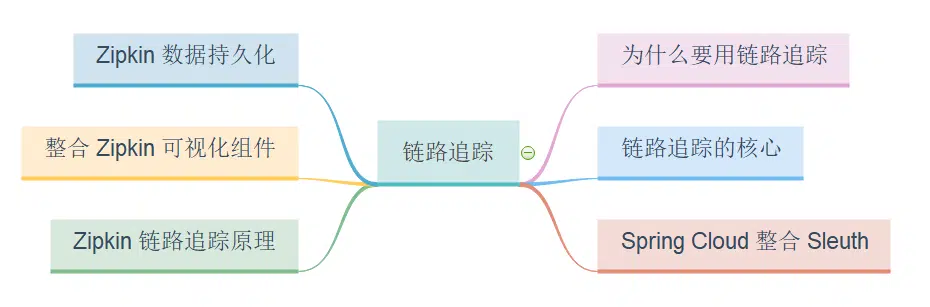 Zipkin 数据持久化
为什么要用链路追踪
整合 Zipkin 可视化组件
链路追踪
链路追踪的核心
Zipkin 链路追踪原理
Spring Cloud 整合 Sleuth